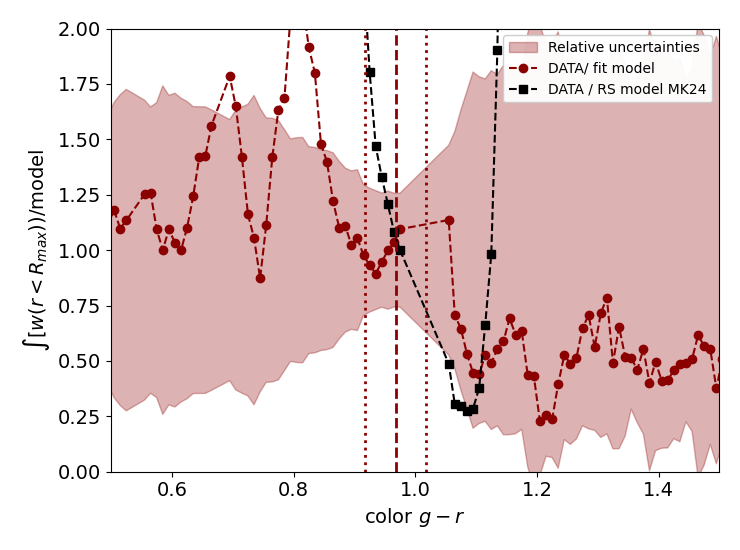 2.00
1.75
1.50
1.25
1.00
0.75
0.50
0.25
0.00
∫[w(r < R_{max}))/model
Relative uncertainties
DATA/ fit model
DATA / RS model MK24
0.6 0.8 1.0 1.2 1.4
color g − r